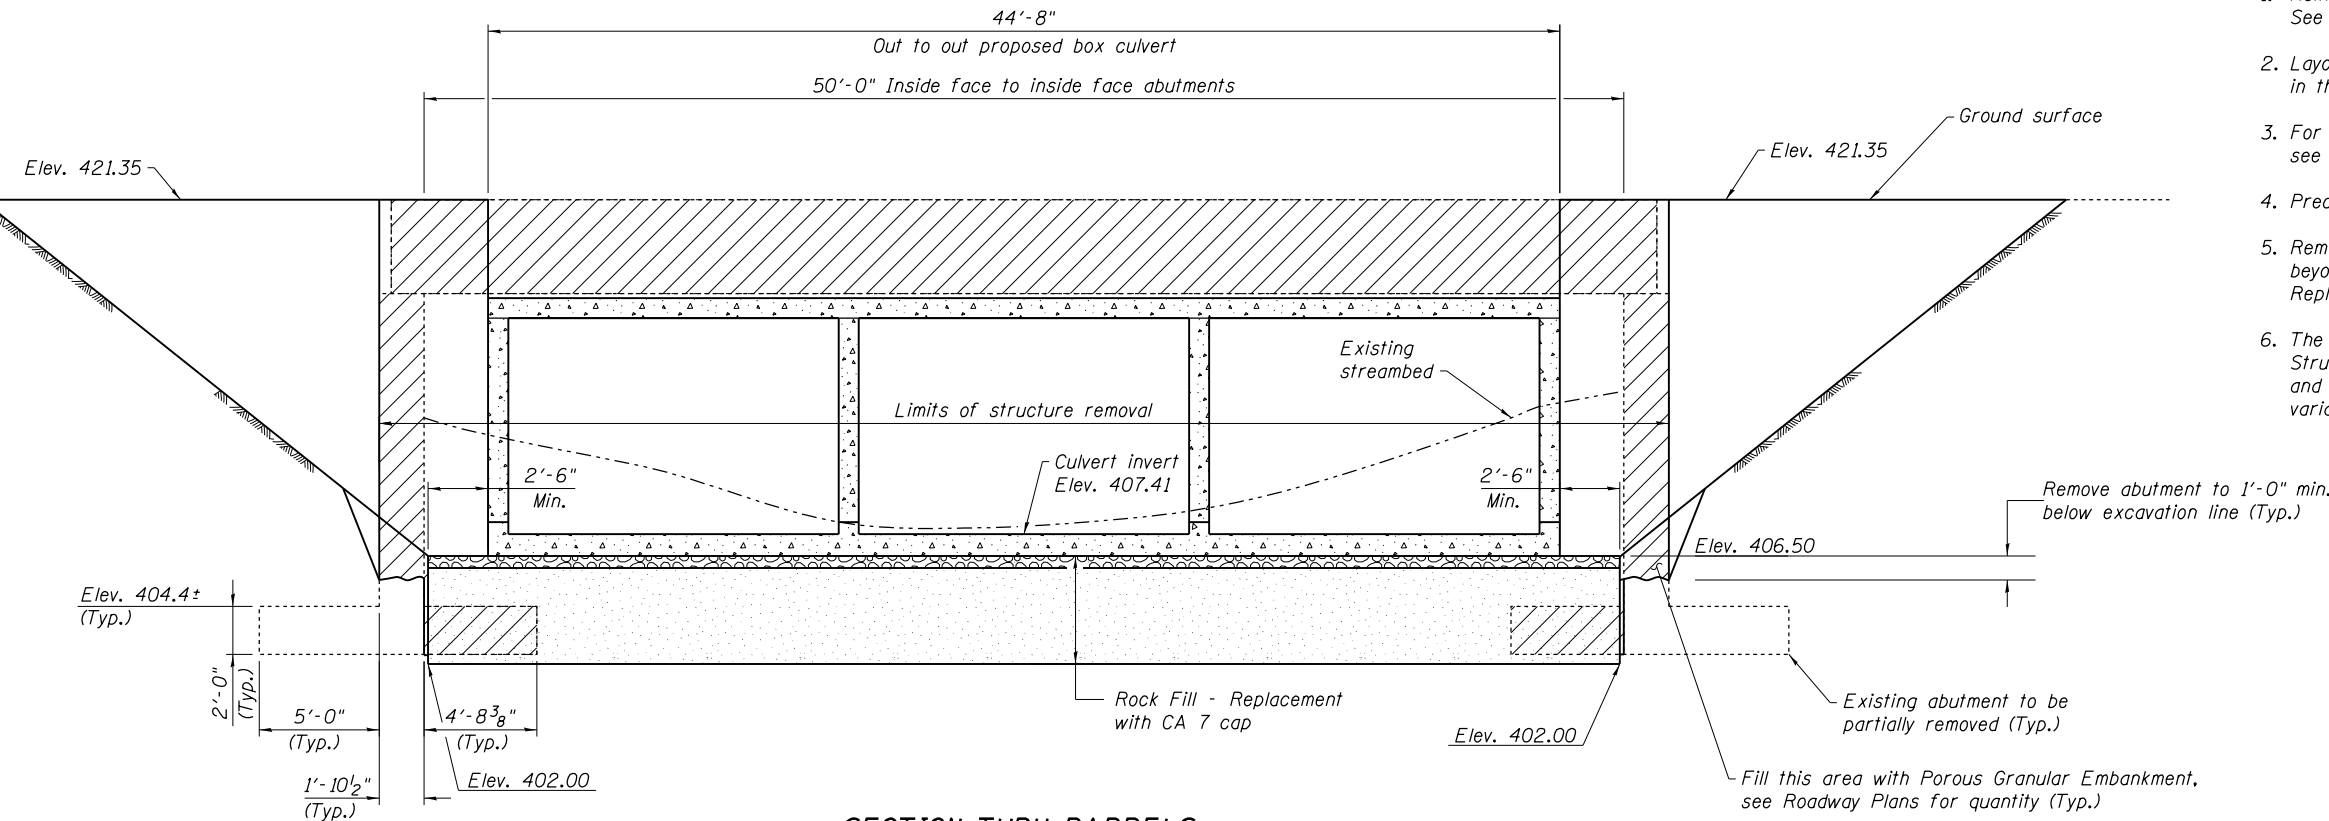 44'-8"
Out to out proposed box culvert
50'-0" Inside face to inside face abutments
Elev. 421.35
Elev. 421.35
Ground surface
Existing
streambed
Limits of structure removal
2'-6"
Min.
Culvert invert
Elev. 407.41
2'-6"
Min.
Remove abutment to 1'-0" min.
below excavation line (Typ.)
Elev. 406.50
Elev. 404.4±
(Typ.)
2'-0"
(Typ.)
5'-0"
(Typ.)
4'-8 3/8"
(Typ.)
1'-10 1/2"
(Typ.)
Elev. 402.00
Rock Fill - Replacement
with CA 7 cap
Elev. 402.00
Existing abutment to be
partially removed (Typ.)
Fill this area with Porous Granular Embankment,
see Roadway Plans for quantity (Typ.)
SECTION THRU BARRELS
See
2. Layo
in th
3. For
see
4. Prec
5. Rem
beyo
Repl
6. The
Stru
and
vario